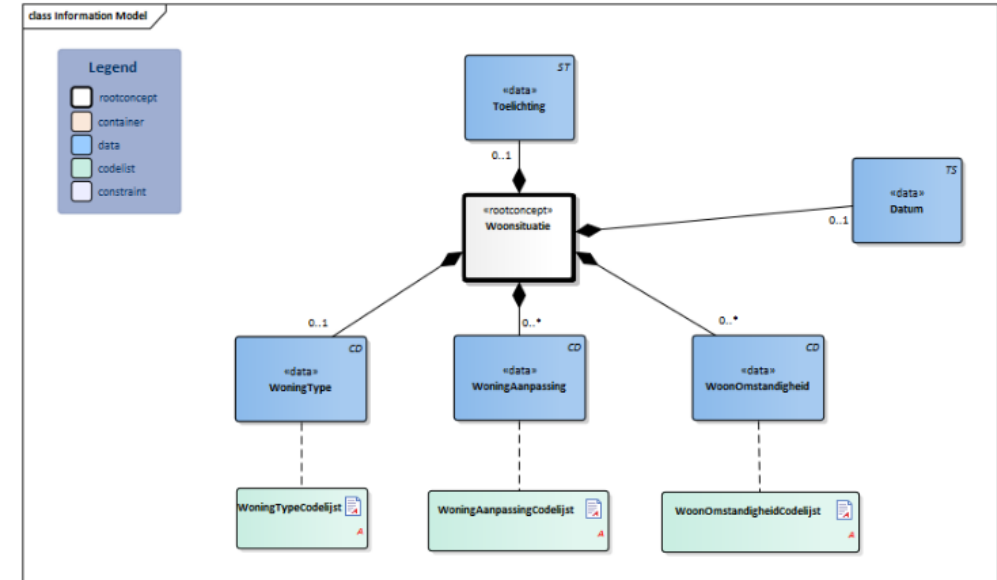 class Information Model
Legend
rootconcept
container
data
codelist
constraint
ST
«data»
Toelichting
0..1
«rootconcept»
Woonsituatie
TS
«data»
Datum
0..1
0..1
0..*
0..*
CD
«data»
WoningType
CD
«data»
WoningAanpassing
CD
«data»
WoonOmstandigheid
WoningTypeCodelijst
A
WoningAanpassingCodelijst
A
WoonOmstandigheidCodelijst
A